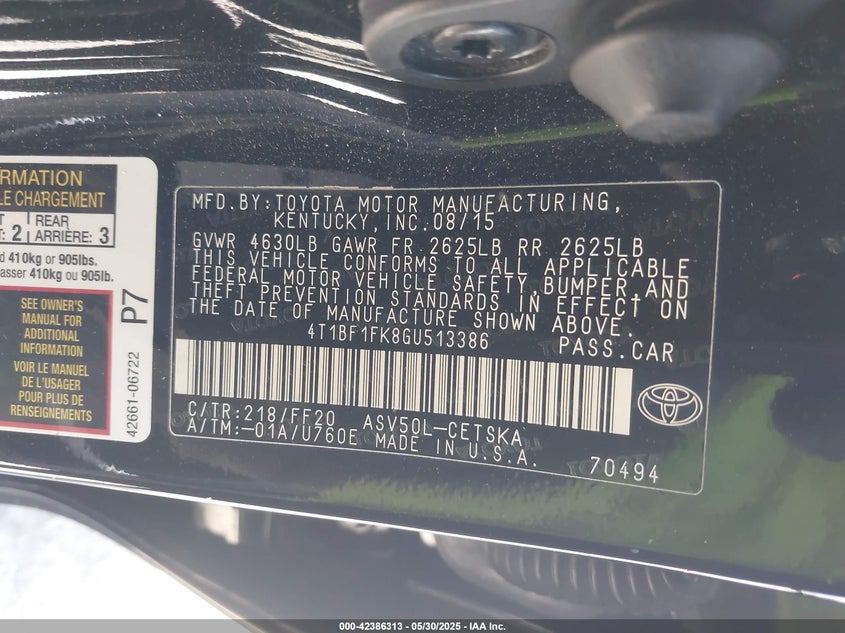 RMATION
E CHARGEMENT
T: 2
REAR
ARRIÈRE: 3
d 410kg or 905lbs.
asser 410 kg ou 905lb.
SEE OWNER'S
MANUAL FOR
ADDITIONAL
INFORMATION
VOIR LE MANUEL
DE L'USAGER
POUR PLUS DE
P7
42661-06722
MFD.BY:TOYOTA MOTOR MANUFACTURING,
KENTUCKY,INC.08/15
GVWR 4630LB GAWR FR 2625LB RR 2625LB
THIS VEHICLE CONFORMS TO ALL APPLICABLE
FEDERAL MOTOR VEHICLE SAFETY,BUMPER AND
THEFT PREVENTION STANDARDS IN EFFECT ON
THE DATE OF MANUFACTURE SHOWN ABOVE.
4T1BF1FK8GU513386 PASS.CAR
C/TR:218/FF20 ASV50L-CETSKA
A/TM:-01A/U760E MADE IN U.S.A.
70494
000-42386313 - 05/30/2025 - IAA Inc.